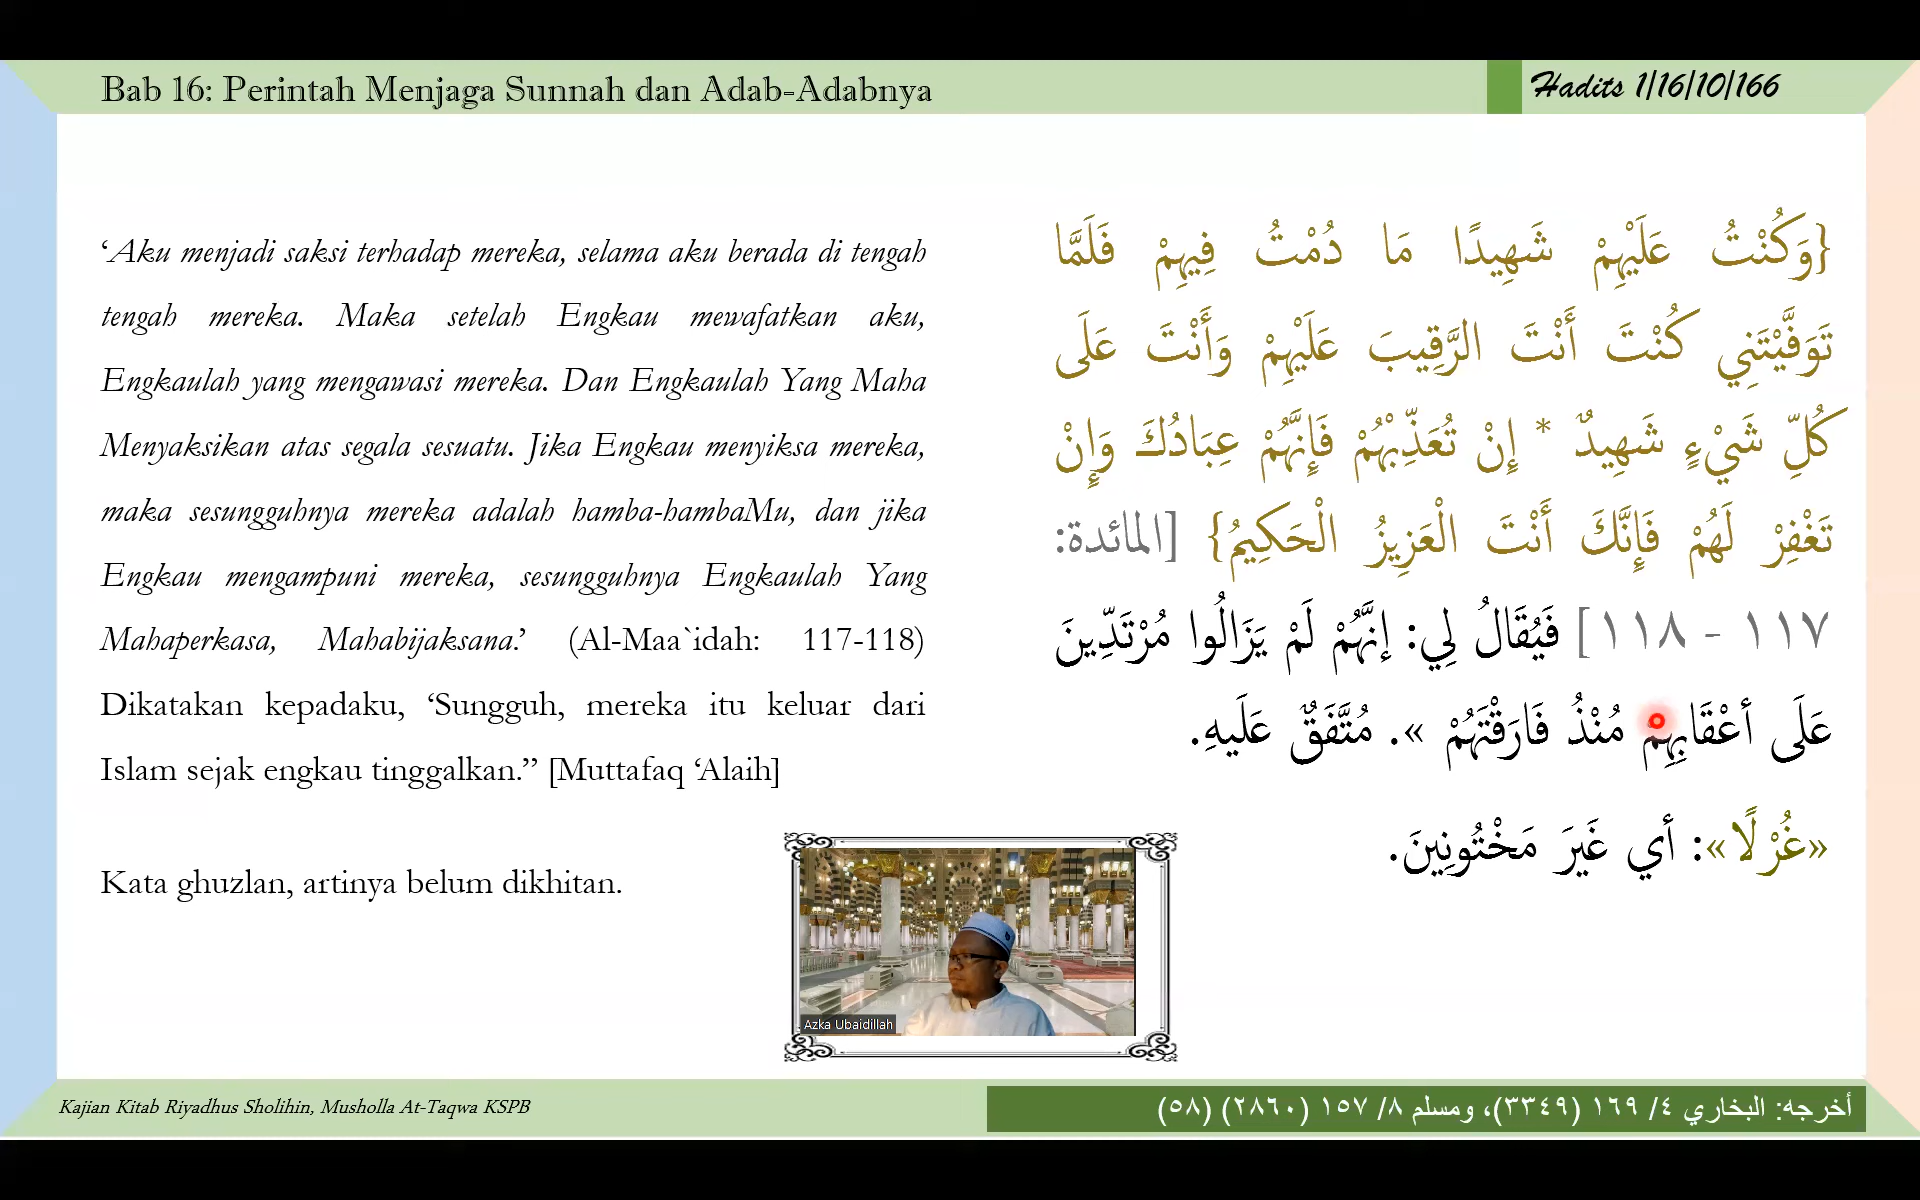 Bab 16: Perintah Menjaga Sunnah dan Adab-Adabnya
Hadits 1|16|10|166
‘Aku menjadi saksi terhadap mereka, selama aku berada di tengah
tengah mereka. Maka setelah Engkau mewafatkan aku,
Engkaulah yang mengawasi mereka. Dan Engkaulah Yang Maha
Menyaksikan atas segala sesuatu. Jika Engkau menyiksa mereka,
maka sesungguhnya mereka adalah hamba-hambaMu, dan jika
Engkau mengampuni mereka, sesungguhnya Engkaulah Yang
Mahaperkasa, Mahabijaksana.’ (Al-Maa`idah: 117-118)
Dikatakan kepadaku, ‘Sungguh, mereka itu keluar dari
Islam sejak engkau tinggalkan.” [Muttafaq ‘Alaih]
Kata ghuzlan, artinya belum dikhitan.
{وَكُنْتُ عَلَيْهِمْ شَهِيدًا مَا دُمْتُ فِيهِمْ فَلَمَّا
تَوَفَّيْتَنِي كُنْتَ أَنْتَ الرَّقِيبَ عَلَيْهِمْ وَأَنْتَ عَلَى
كُلِّ شَيْءٍ شَهِيدٌ * إِنْ تُعَذِّبْهُمْ فَإِنَّهُمْ عِبَادُكَ وَإِنْ
تَغْفِرْ لَهُمْ فَإِنَّكَ أَنْتَ الْعَزِيزُ الْحَكِيمُ} [المائدة:
١١٧ - ١١٨] فَيُقَالُ لِي: إِنَّهُمْ لَمْ يَزَالُوا مُرْتَدِّينَ
عَلَى أَعْقَابِهِمْ مُنْذُ فَارَقْتَهُمْ». مُتَّفَقٌ عَلَيهِ.
«غُرْلًا»: أي غَيرَ مَخْتُونِينَ.
Azka Ubaidillah
Kajian Kitab Riyadhus Sholihin, Musholla At-Taqwa KSPB
أخرجه: البخاري ٤/ ١٦٩ (٣٣٤٩)، ومسلم ٨/ ١٥٧ (٢٨٦٠) (٥٨)